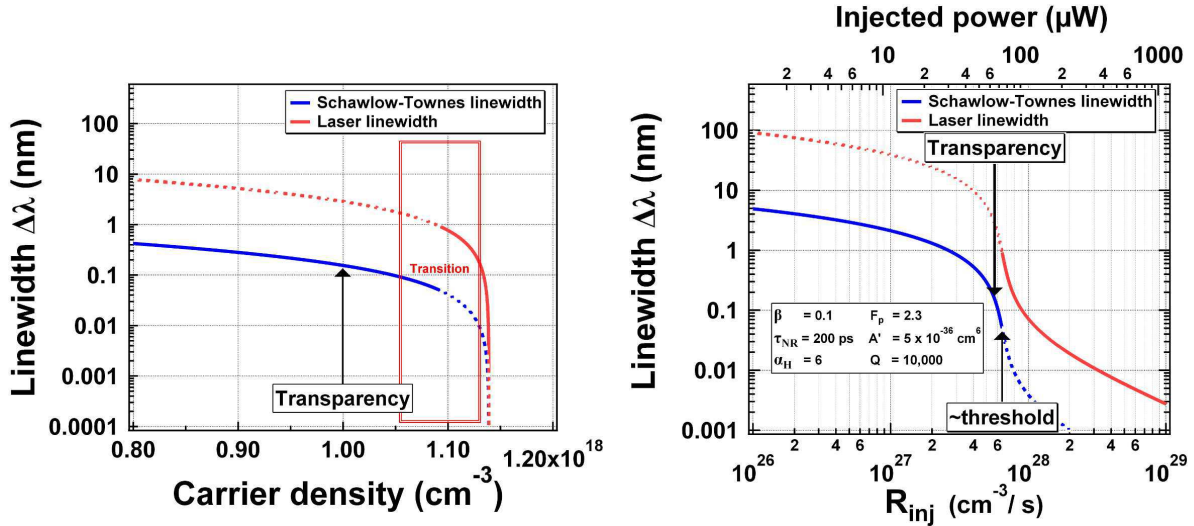 Linewidth Δλ (nm)
100
10
1
0.1
0.01
0.001
0.0001
Schawlow-Townes linewidth
Laser linewidth
Transition
Transparency
0.80
0.90
1.00
1.10
1.20x10^18
Carrier density (cm^-3)
Injected power (μW)
10
100
1000
2
4
6
2
4
6
2
4
6
Linewidth Δλ (nm)
100
10
1
0.1
0.01
0.001
Schawlow-Townes linewidth
Laser linewidth
Transparency
β = 0.1 F_p = 2.3
τ_NR = 200 ps A' = 5 x 10^-36 cm^6
α_H = 6 Q = 10,000
~threshold
10^26
2
4
6
10^27
2
4
6
10^28
2
4
6
10^29
R_inj (cm^-3/ s)